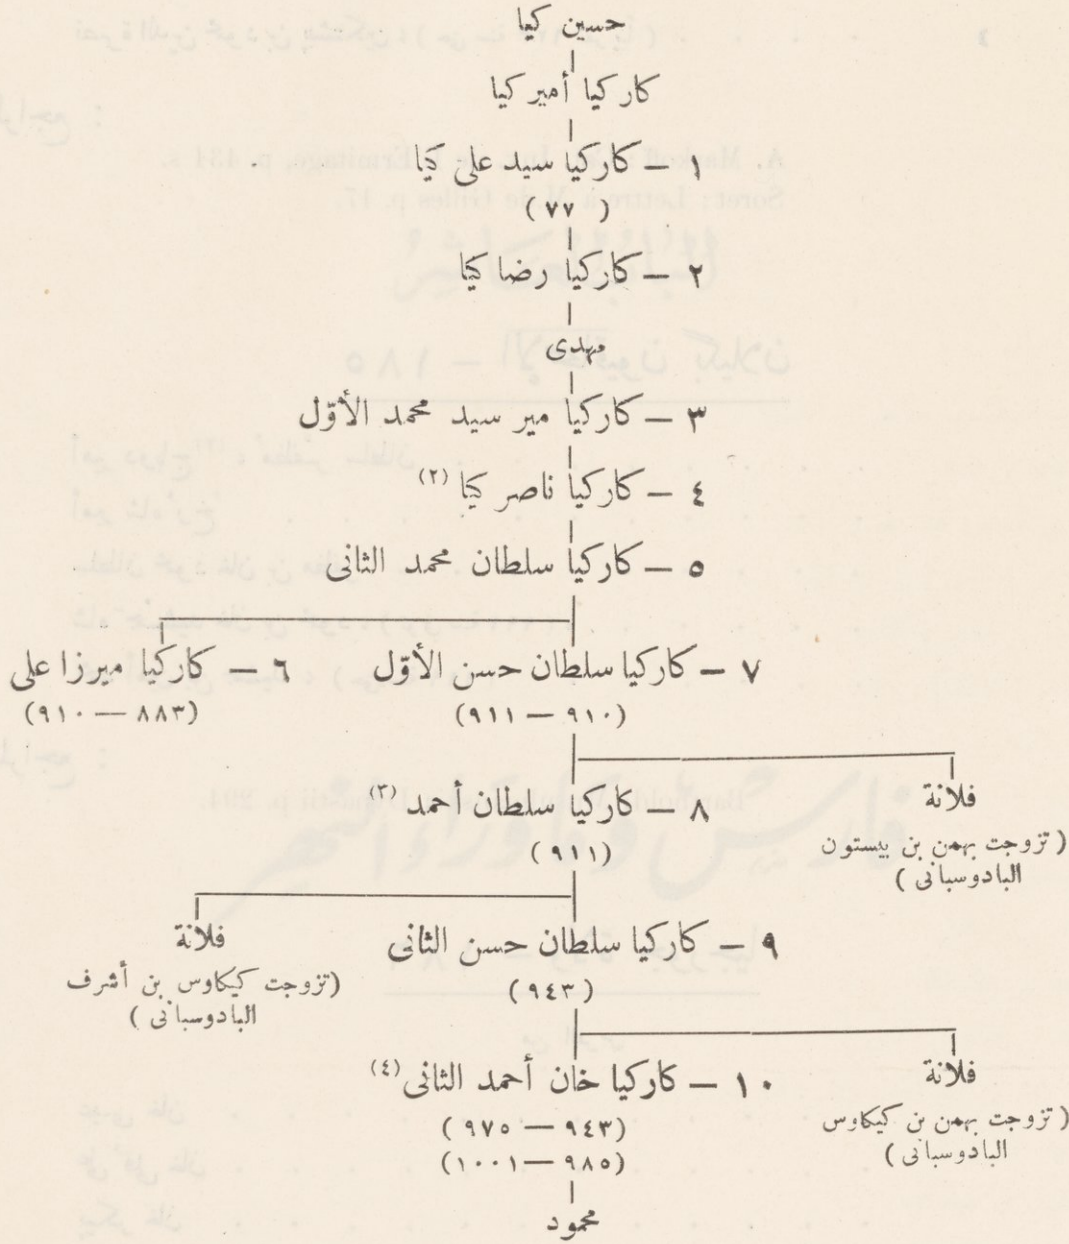 حسين كيا
كاركيا أمير كيا
١ — كاركيا سيد على كيا
(٧٧ )
٢ — كاركيا رضا كيا
مهدى
٣ — كاركيا مير سيد محمد الأوّل
٤ — كاركيا ناصر كيا (٢)
٥ — كاركيا سلطان محمد الثانى
٧ — كاركيا سلطان حسن الأوّل
(٩١٠ — ٩١١)
٦ — كاركيا ميرزا على
(٨٨٣ — ٩١٠)
فلانة
(تزوجت بهمن بن بيستون
البادوسبانى)
٨ — كاركيا سلطان أحمد (٣)
(٩١١)
٩ — كاركيا سلطان حسن الثانى
(٩٤٣)
فلانة
(تزوجت كيكاوس بن أشرف
البادوسبانى)
فلانة
(تزوجت بهمن بن كيكاوس
البادوسبانى)
١٠ — كاركيا خان أحمد الثانى (٤)
(٩٤٣ — ٩٧٥)
(٩٨٥ — ١٠٠١)
محمود